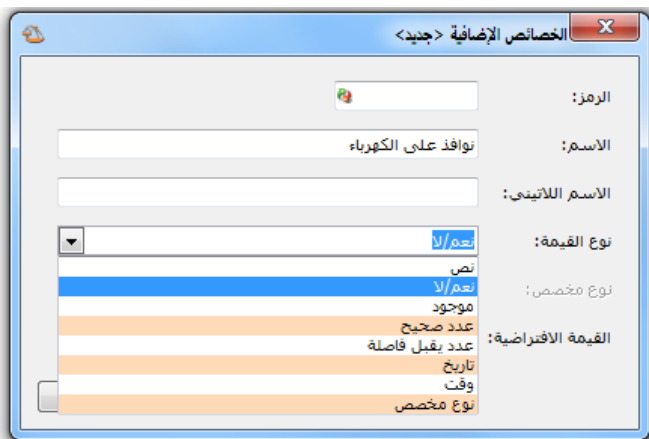 الخصائص الإضافية <جديد>
الرمز:
الاسم: نوافذ على الكهرباء
الاسم اللاتيني:
نوع القيمة: نعم/لا
نص
نعم/لا
نوع مخصص:
موجود
عدد صحيح
القيمة الافتراضية:
عدد يقبل فاصلة
تاريخ
وقت
نوع مخصص